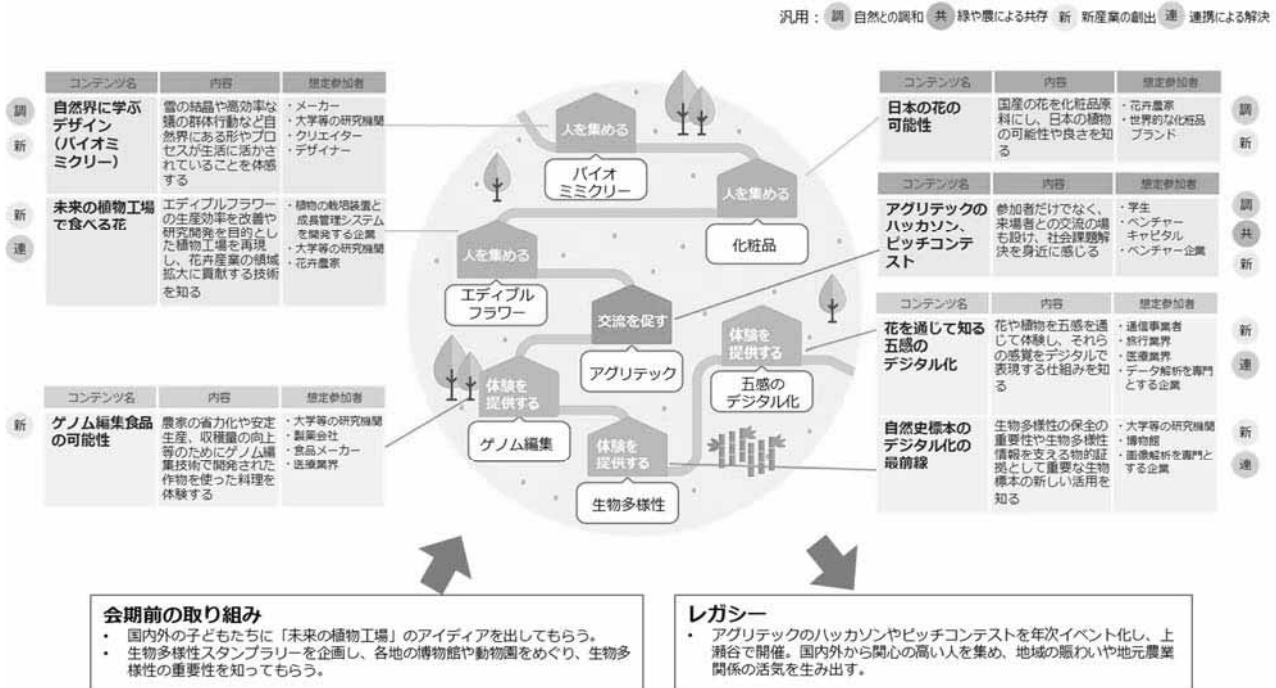 汎用： 調 自然との調和 共 緑や農による共存 新 新産業の創出 連 連携による解決
コンテンツ名 内容 想定参加者
調
新
自然界に学ぶ
デザイン
（バイオミ
ミクリー）
雪の結晶や高効率な
蟻の群体行動など自
然界にある形やプロ
セスが生活に活かさ
れていることを体感
する
・メーカー
・大学等の研究機関
・クリエイター
・デザイナー
新
連
未来の植物工場
で食べる花
エディブルフラワー
の生産効率を改善や
研究開発を目的とし
た植物工場を再現
し、花卉産業の領域
拡大に貢献する技術
を知る
・植物の栽培装置と
成長管理システム
を開発する企業
・大学等の研究機関
・花卉農家
コンテンツ名 内容 想定参加者
新
ゲノム編集食品
の可能性
農家の省力化や安定
生産、収穫量の向上
等のためにゲノム編
集技術で開発された
作物を使った料理を
体験する
・大学等の研究機関
・製薬会社
・食品メーカー
・医療業界
人を集める
バイオ
ミミクリー
人を集める
化粧品
人を集める
エディブル
フラワー
交流を促す
アグリテック
体験を
提供する
五感の
デジタル化
体験を
提供する
ゲノム編集
体験を
提供する
生物多様性
コンテンツ名 内容 想定参加者
日本の花の
可能性
国産の花を化粧品原
料にし、日本の植物
の可能性や良さを知
る
・花卉農家
・世界的な化粧品
ブランド
調
新
コンテンツ名 内容 想定参加者
アグリテックの
ハッカソン、
ピッチコンテ
スト
参加者だけでなく、
来場者との交流の場
も設け、社会課題解
決を身近に感じる
・学生
・ベンチャー
キャピタル
・ベンチャー企業
調
共
新
コンテンツ名 内容 想定参加者
花を通じて知る
五感の
デジタル化
花や植物を五感を通
じて体験し、それら
の感覚をデジタルで
表現する仕組みを知
る
・通信事業者
・旅行業界
・医療業界
・データ解析を専門
とする企業
新
連
自然史標本の
デジタル化の
最前線
生物多様性の保全の
重要性や生物多様性
情報を支える物的証
拠として重要な生物
標本の新しい活用を
知る
・大学等の研究機関
・博物館
・画像解析を専門と
する企業
新
連
会期前の取り組み
・ 国内外の子どもたちに「未来の植物工場」のアイディアを出してもらう。
・ 生物多様性スタンプラリーを企画し、各地の博物館や動物園をめぐり、生物多
様性の重要性を知ってもらう。
レガシー
・ アグリテックのハッカソンやピッチコンテストを年次イベント化し、上
瀬谷で開催。国内外から関心の高い人を集め、地域の賑わいや地元農業
関係の活気を生み出す。